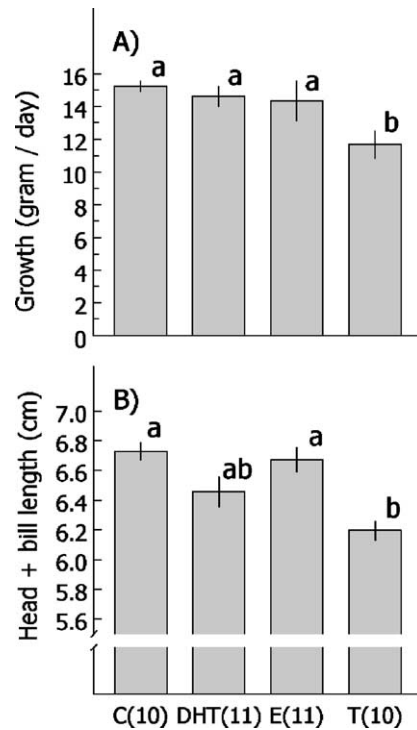 A)
Growth (gram / day)
16
14
12
10
8
6
4
2
0
a
a
a
b
B)
Head + bill length (cm)
7.0
6.8
6.6
6.4
6.2
6.0
5.8
5.6
a
ab
a
b
C(10) DHT(11) E(11) T(10)